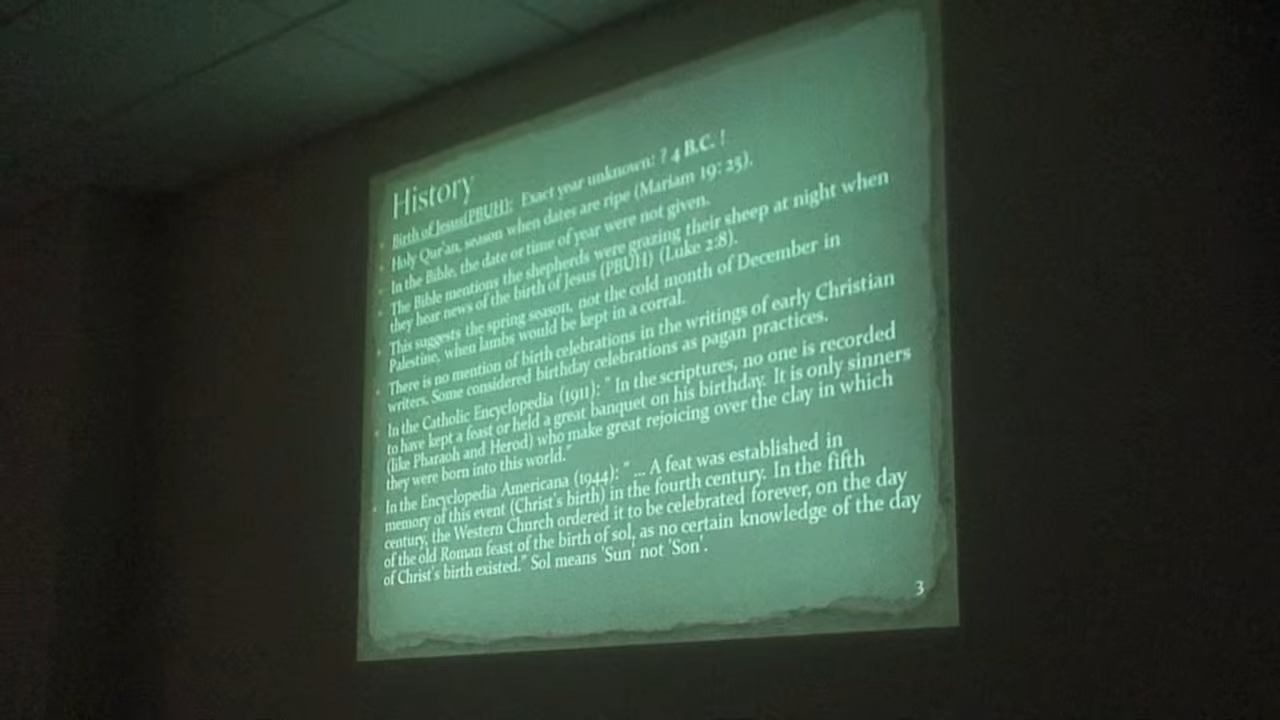 History
Birth of Jesus(PBUH): Exact year unknown: ? 4 B.C. !
Holy Qur'an, season when dates are ripe (Mariam 19: 25).
In the Bible, the date or time of year were not given.
The Bible mentions the shepherds were grazing their sheep at night when
they hear news of the birth of Jesus (PBUH) (Luke 2:8).
This suggests the spring season, not the cold month of December in
Palestine, when lambs would be kept in a corral.
There is no mention of birth celebrations in the writings of early Christian
writers. Some considered birthday celebrations as pagan practices.
In the Catholic Encyclopedia (1911): " In the scriptures, no one is recorded
to have kept a feast or held a great banquet on his birthday. It is only sinners
(like Pharaoh and Herod) who make great rejoicing over the clay in which
they were born into this world."
In the Encyclopedia Americana (1944): " ... A feat was established in
memory of this event (Christ's birth) in the fourth century. In the fifth
century, the Western Church ordered it to be celebrated forever, on the day
of the old Roman feast of the birth of sol, as no certain knowledge of the day
of Christ's birth existed." Sol means 'Sun' not 'Son'.
3